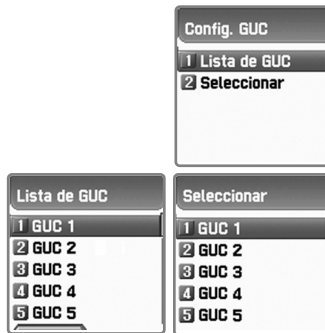 Config. GUC
1 Lista de GUC
2 Seleccionar
Lista de GUC
1 GUC 1
2 GUC 2
3 GUC 3
4 GUC 4
5 GUC 5
Seleccionar
1 GUC 1
2 GUC 2
3 GUC 3
4 GUC 4
5 GUC 5